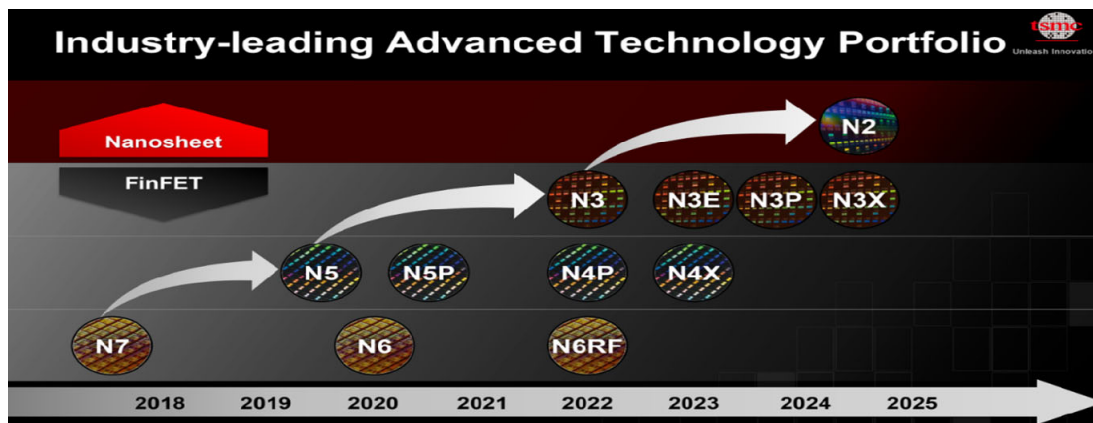 Industry-leading Advanced Technology Portfolio
tsmc
Unleash Innovatio
Nanosheet
FinFET
N2
N3 N3E N3P N3X
N5 N5P N4P N4X
N7 N6 N6RF
2018 2019 2020 2021 2022 2023 2024 2025